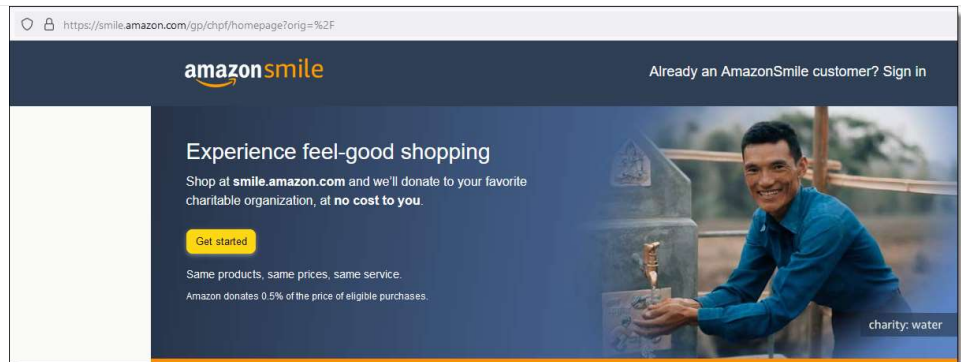 https://smile.amazon.com/gp/chpf/homepage?orig=%2F
amazonsmile
Already an AmazonSmile customer? Sign in
Experience feel-good shopping
Shop at smile.amazon.com and we'll donate to your favorite
charitable organization, at no cost to you.
Get started
Same products, same prices, same service.
Amazon donates 0.5% of the price of eligible purchases.
charity: water